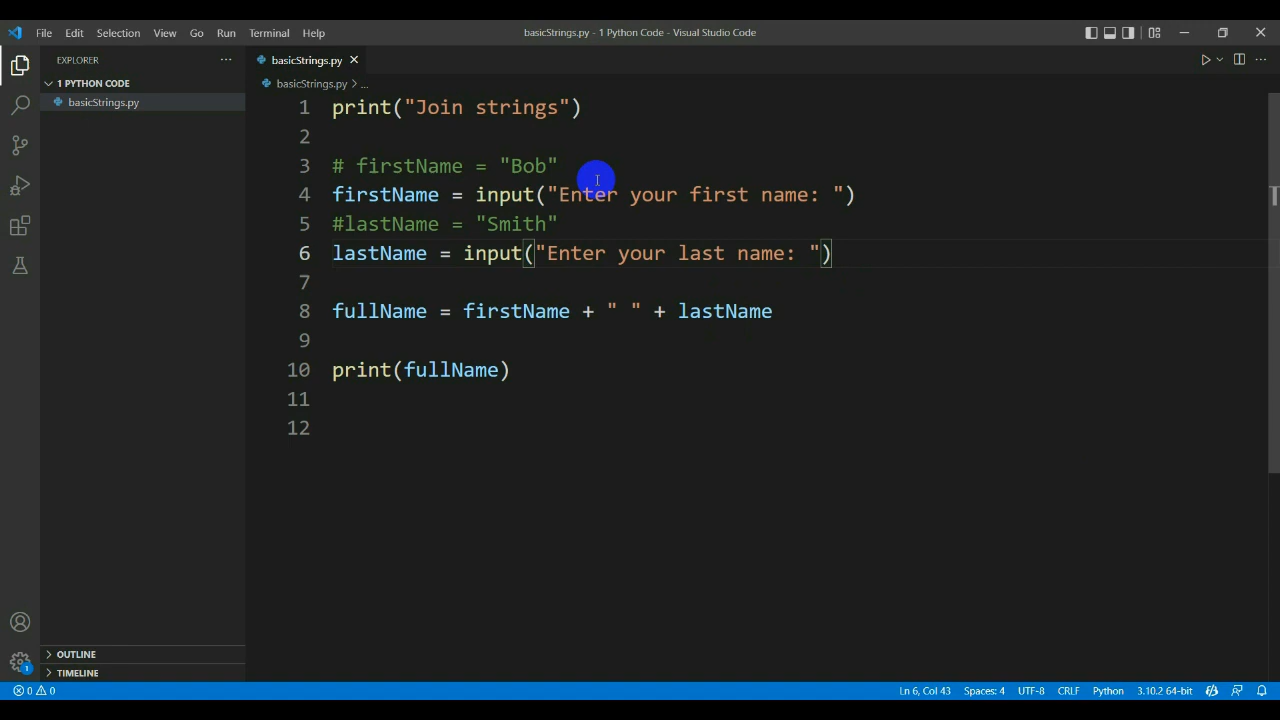 File Edit Selection View Go Run Terminal Help basicStrings.py - 1 Python Code - Visual Studio Code
EXPLORER
1 PYTHON CODE
basicStrings.py
basicStrings.py
basicStrings.py > ...
1 print("Join strings")
2
3 # firstName = "Bob"
4 firstName = input("Enter your first name: ")
5 #lastName = "Smith"
6 lastName = input("Enter your last name: ")
7
8 fullName = firstName + " " + lastName
9
10 print(fullName)
11
12
OUTLINE
1
TIMELINE
0 0 Ln 6, Col 43 Spaces: 4 UTF-8 CRLF Python 3.10.2 64-bit